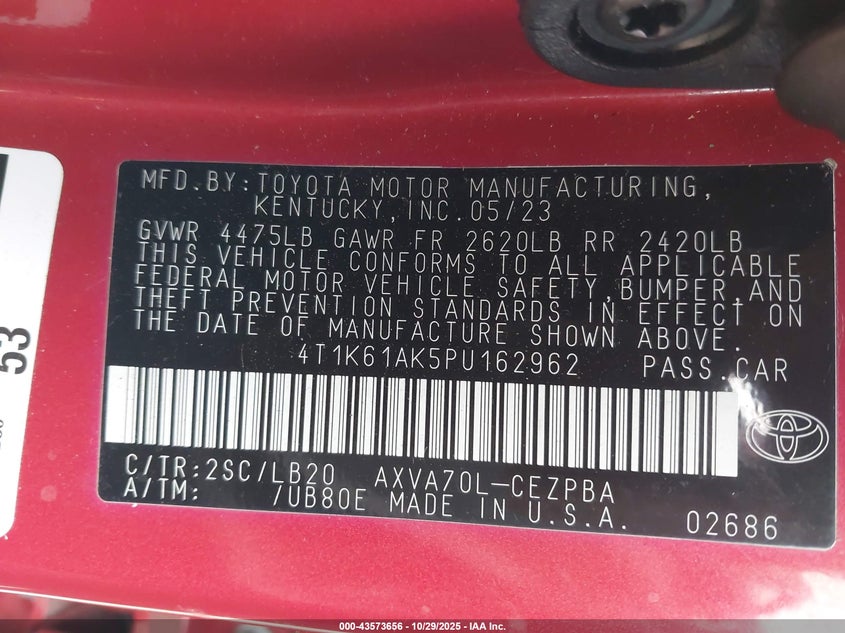 MFD.BY:TOYOTA MOTOR MANUFACTURING,
KENTUCKY, INC. 05/23
GVWR 4475LB GAWR FR 2620LB RR 2420LB
THIS VEHICLE CONFORMS TO ALL APPLICABLE
FEDERAL MOTOR VEHICLE SAFETY, BUMPER, AND
THEFT PREVENTION STANDARDS IN EFFECT ON
THE DATE OF MANUFACTURE SHOWN ABOVE.
4T1K61AK5PU162962 PASS.CAR
C/TR:2SC/LB20 AXVA70L-CEZPBA
A/TM: /UB80E MADE IN U.S.A. 02686
53
000-43573656 - 10/29/2025 - IAA Inc.